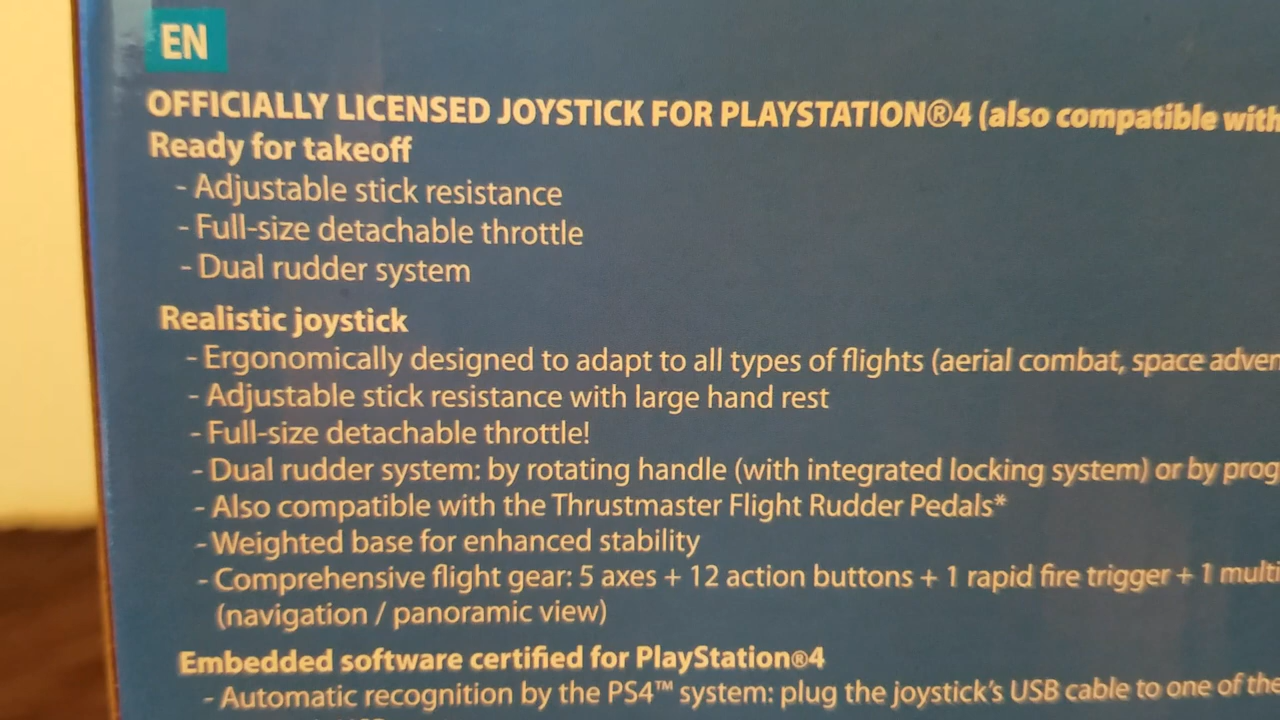 EN
OFFICIALLY LICENSED JOYSTICK FOR PLAYSTATION®4 (also compatible with
Ready for takeoff
- Adjustable stick resistance
- Full-size detachable throttle
- Dual rudder system
Realistic joystick
- Ergonomically designed to adapt to all types of flights (aerial combat, space adven
- Adjustable stick resistance with large hand rest
- Full-size detachable throttle!
- Dual rudder system: by rotating handle (with integrated locking system) or by prog
- Also compatible with the Thrustmaster Flight Rudder Pedals*
- Weighted base for enhanced stability
- Comprehensive flight gear: 5 axes + 12 action buttons + 1 rapid fire trigger + 1 multi
(navigation / panoramic view)
Embedded software certified for PlayStation®4
- Automatic recognition by the PS4™ system: plug the joystick's USB cable to one of the